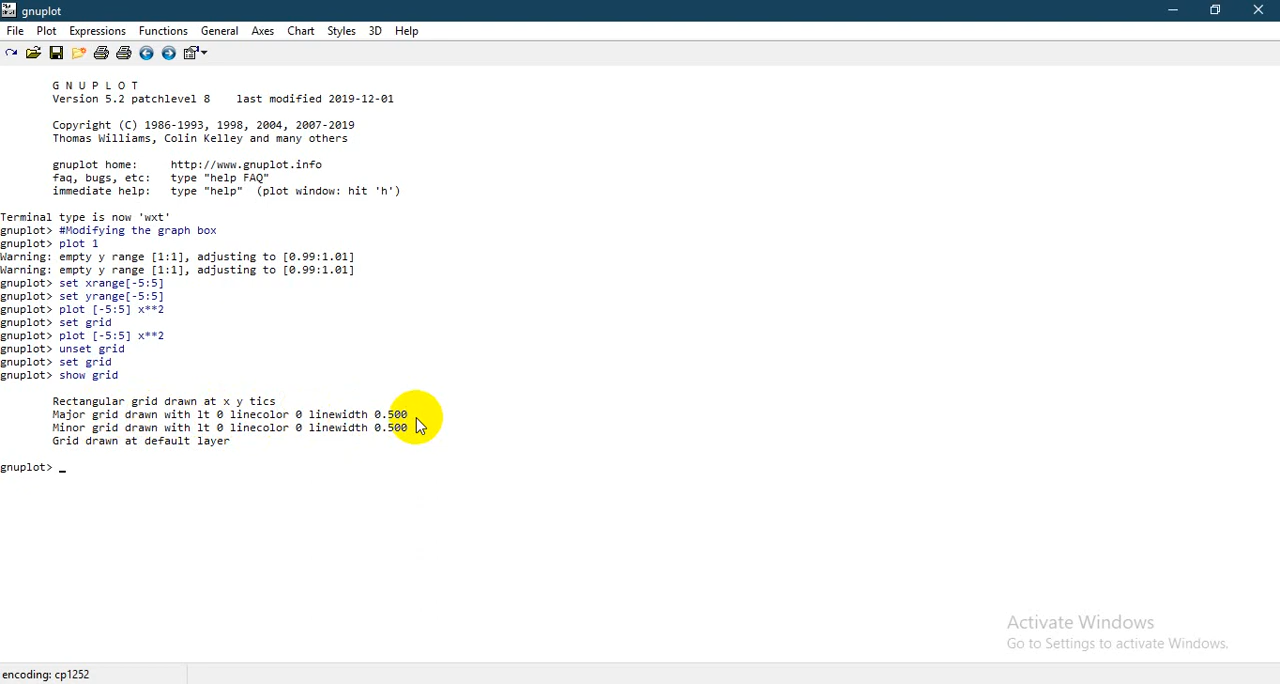 gnuplot
File Plot Expressions Functions General Axes Chart Styles 3D Help
G N U P L O T
Version 5.2 patchlevel 8    last modified 2019-12-01
Copyright (C) 1986-1993, 1998, 2004, 2007-2019
Thomas Williams, Colin Kelley and many others
gnuplot home:     http://www.gnuplot.info
faq, bugs, etc:   type "help FAQ"
immediate help:   type "help"  (plot window: hit 'h')
Terminal type is now 'wxt'
gnuplot> #Modifying the graph box
gnuplot> plot 1
Warning: empty y range [1:1], adjusting to [0.99:1.01]
Warning: empty y range [1:1], adjusting to [0.99:1.01]
gnuplot> set xrange[-5:5]
gnuplot> set yrange[-5:5]
gnuplot> plot [-5:5] x**2
gnuplot> set grid
gnuplot> plot [-5:5] x**2
gnuplot> unset grid
gnuplot> set grid
gnuplot> show grid
Rectangular grid drawn at x y tics
Major grid drawn with lt 0 linecolor 0 linewidth 0.500
Minor grid drawn with lt 0 linecolor 0 linewidth 0.500
Grid drawn at default layer
gnuplot> _
Activate Windows
Go to Settings to activate Windows.
encoding: cp1252